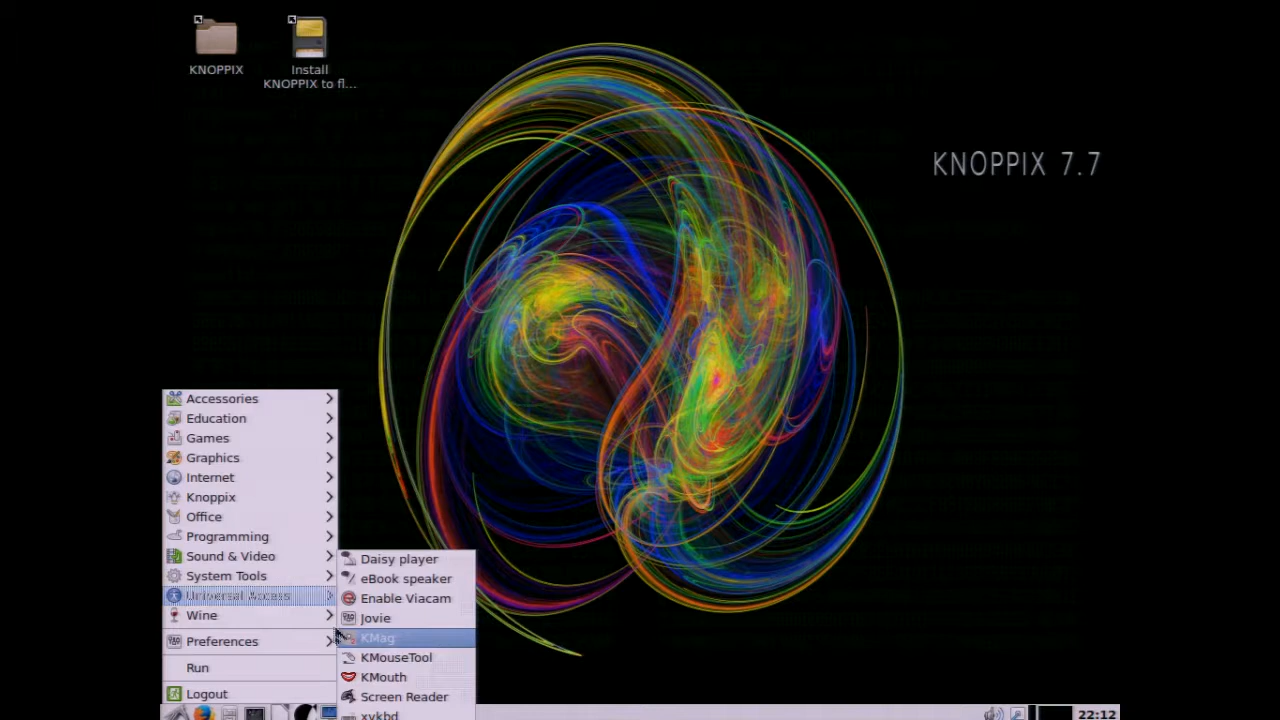 KNOPPIX
Install
KNOPPIX to fl...
KNOPPIX 7.7
Accessories
Education
Games
Graphics
Internet
Knoppix
Office
Programming
Sound & Video
System Tools
Universal Access
Wine
Preferences
Run
Logout
Daisy player
eBook speaker
Enable Viacam
Jovie
KMag
KMouseTool
KMouth
Screen Reader
xvkbd
22:12